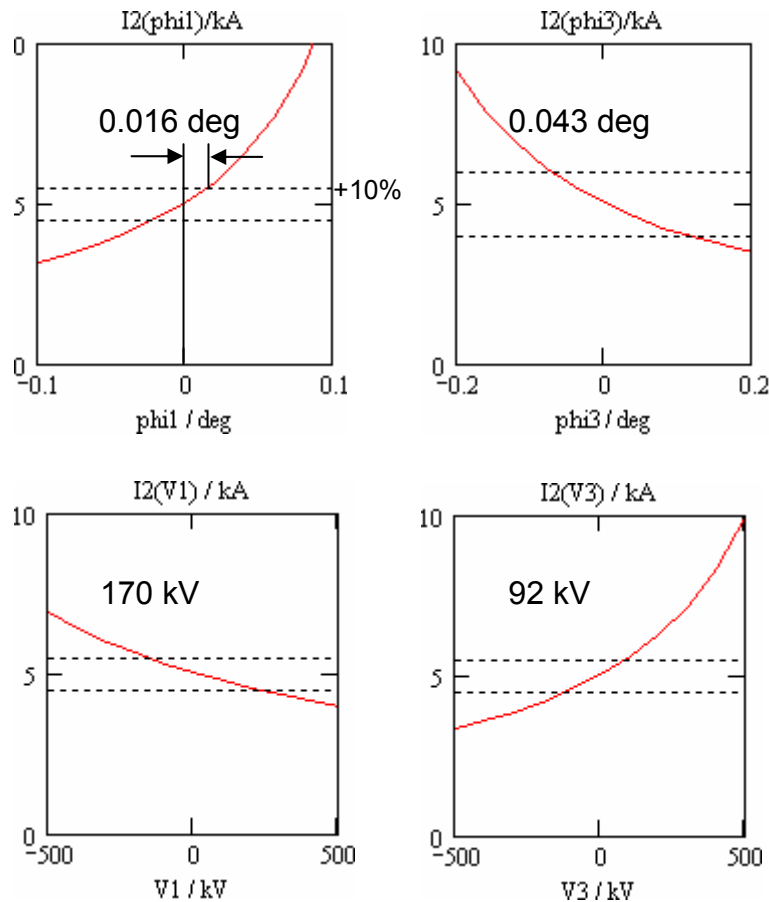 I2(phi1)/kA
0
0.016 deg
+10%
5
0
-0.1
0
0.1
phi1 / deg
I2(phi3)/kA
10
0.043 deg
5
0
-0.2
0
0.2
phi3 / deg
I2(V1) / kA
10
170 kV
5
0
-500
0
500
V1 / kV
I2(V3) / kA
10
92 kV
5
0
-500
0
500
V3 / kV